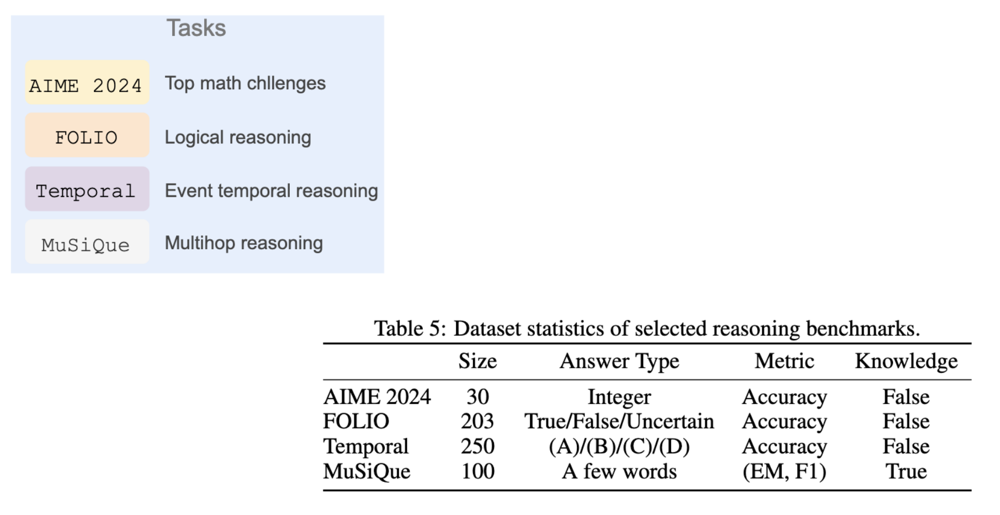 Tasks
AIME 2024 Top math chllenges
FOLIO Logical reasoning
Temporal Event temporal reasoning
MuSiQue Multihop reasoning
Table 5: Dataset statistics of selected reasoning benchmarks.
Size Answer Type Metric Knowledge
AIME 2024 30 Integer Accuracy False
FOLIO 203 True/False/Uncertain Accuracy False
Temporal 250 (A)/(B)/(C)/(D) Accuracy False
MuSiQue 100 A few words (EM, F1) True